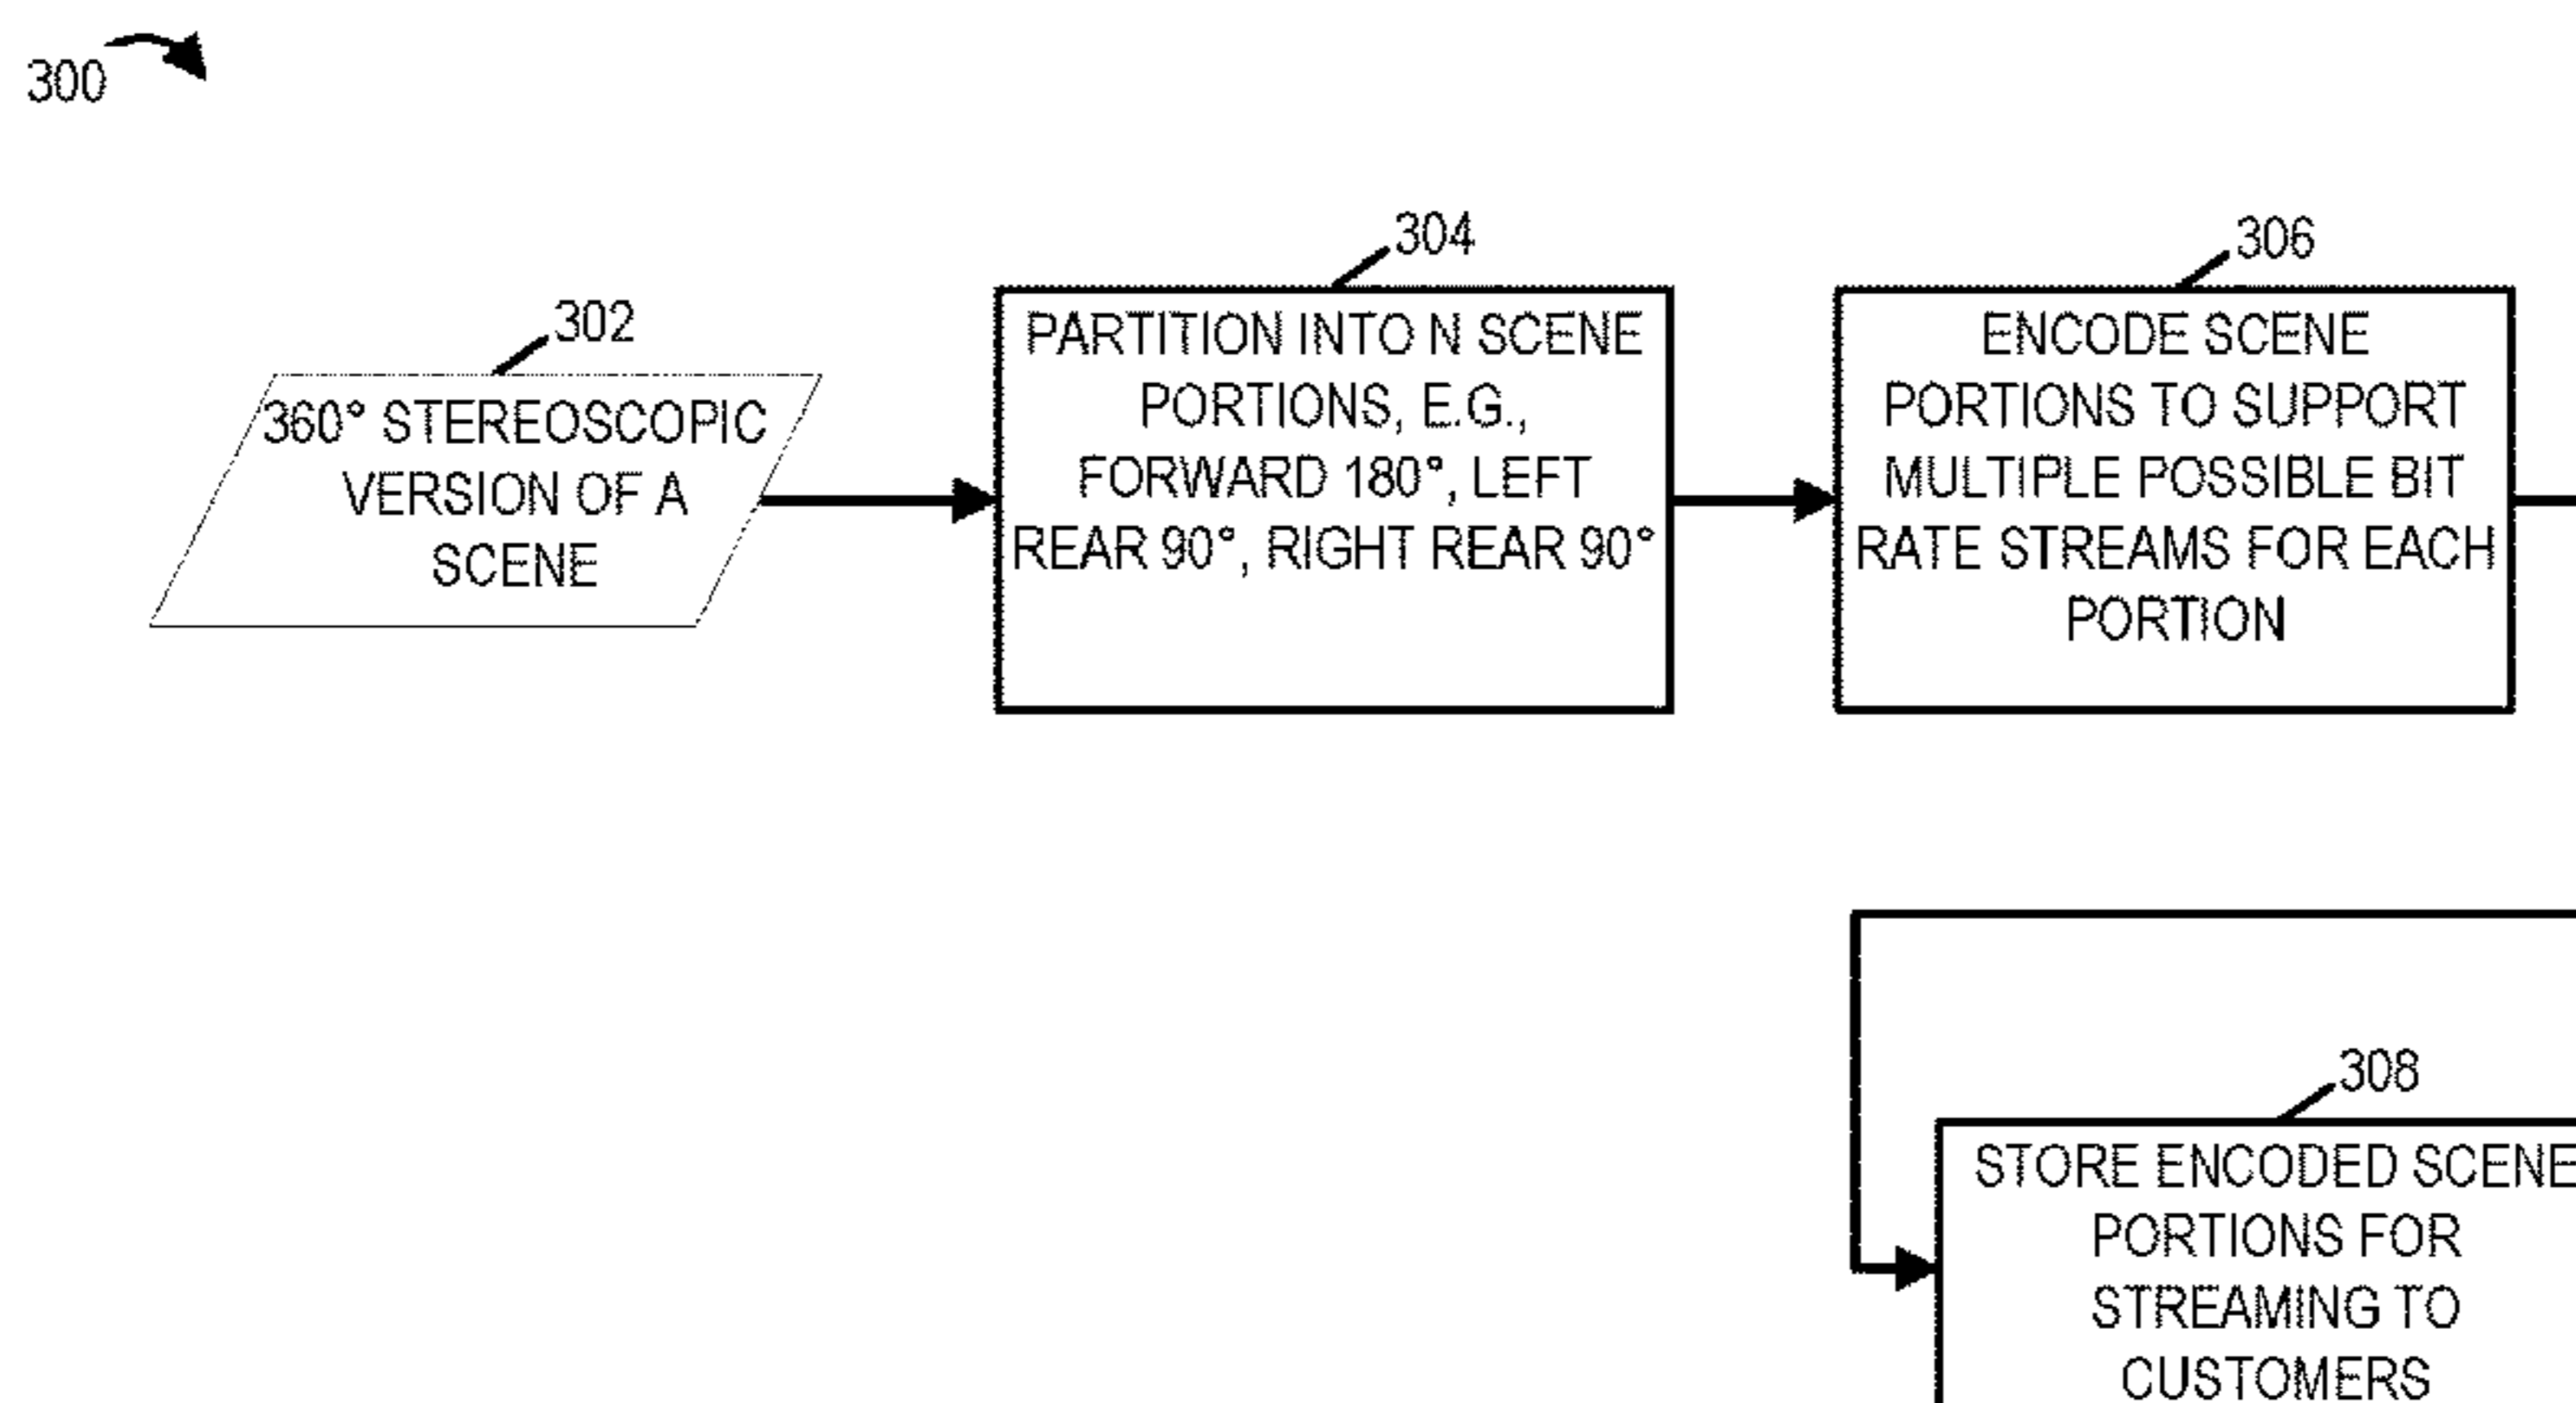 300
302
360° STEREOSCOPIC
VERSION OF A
SCENE
304
PARTITION INTO N SCENE
PORTIONS, E.G.,
FORWARD 180°, LEFT
REAR 90°, RIGHT REAR 90°
306
ENCODE SCENE
PORTIONS TO SUPPORT
MULTIPLE POSSIBLE BIT
RATE STREAMS FOR EACH
PORTION
308
STORE ENCODED SCENE
PORTIONS FOR
STREAMING TO
CUSTOMERS